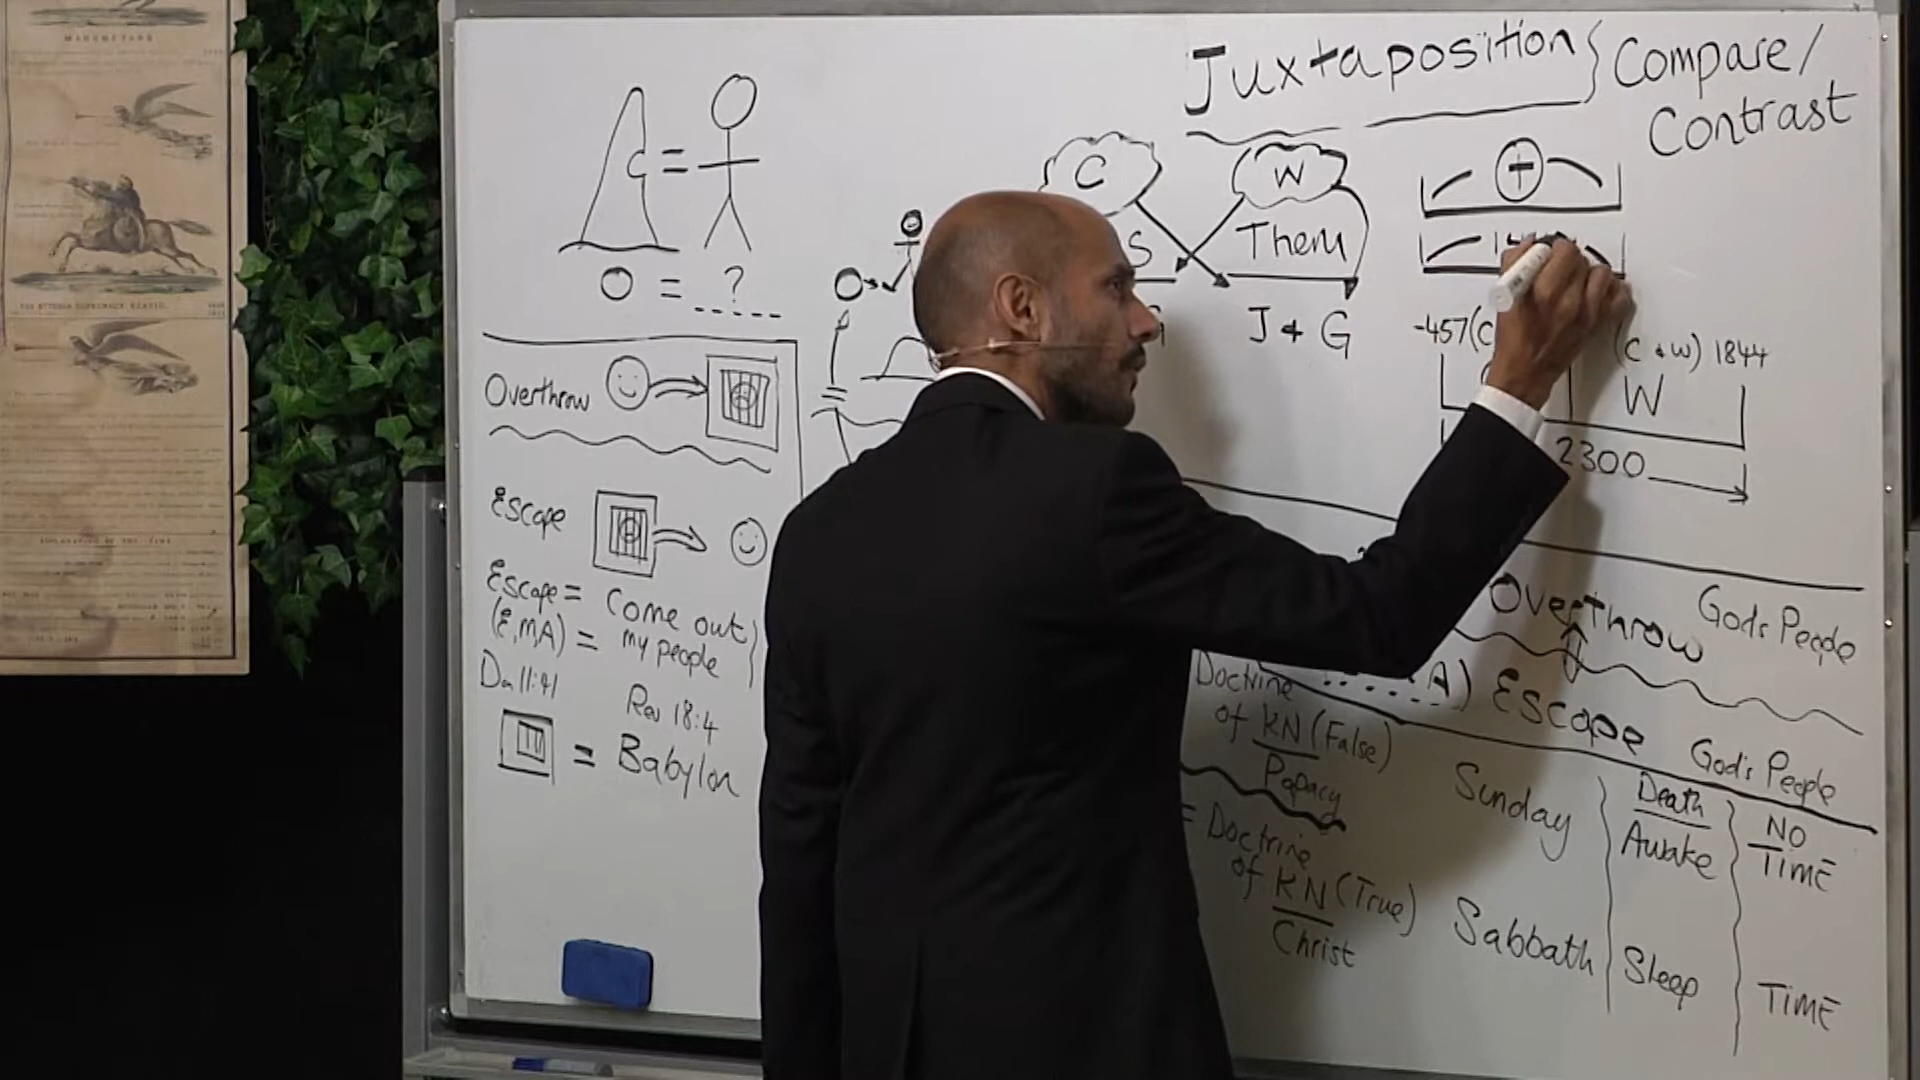 MAHOMETANS
Juxtaposition } Compare/
Contrast
C =
O = ?
C W
S Them
G J & G
-457(C
(C & W) 1844
W
2300
Overthrow
Escape
Escape = Come out
(E,M,A) = my people
Da 11:41 Rev 18:4
= Babylon
Overthrow God's People
A) Escape God's People
Doctrine
of KN (False)
Papacy
Sunday
Death
Awake
NO
TIME
= Doctrine
of KN (True)
Christ
Sabbath
Sleep
TIME